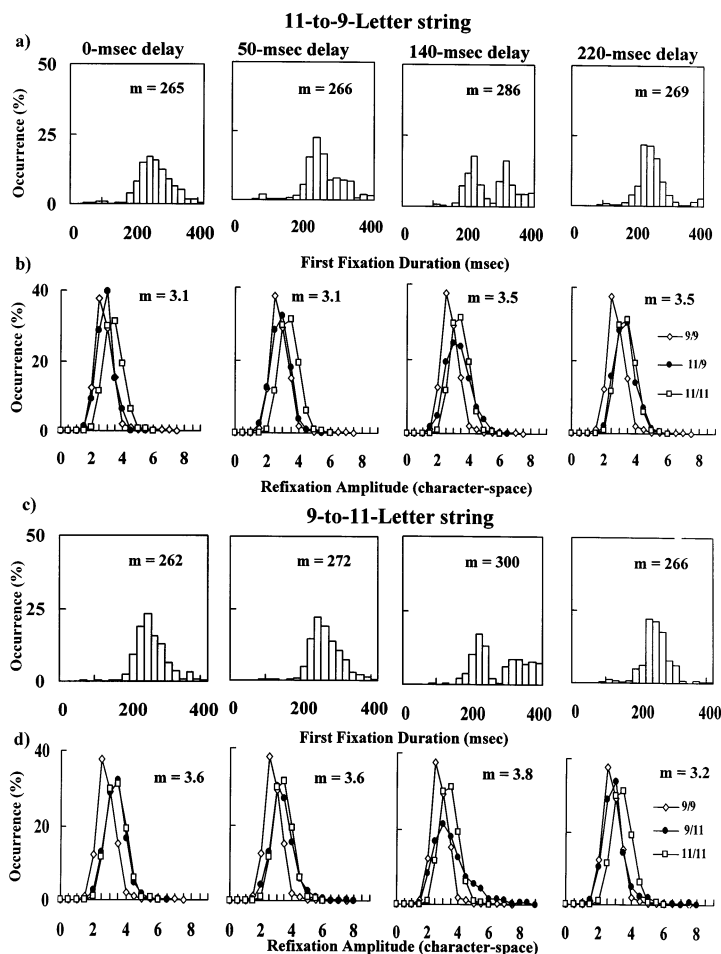 11-to-9-Letter string
a)
0-msec delay 50-msec delay 140-msec delay 220-msec delay
Occurrence (%)
50
25
0
m = 265 m = 266 m = 286 m = 269
0 200 400 0 200 400 0 200 400 0 200 400
First Fixation Duration (msec)
b)
Occurrence (%)
40
20
0
m = 3.1 m = 3.1 m = 3.5 m = 3.5
9/9
11/9
11/11
0 2 4 6 8 0 2 4 6 8 0 2 4 6 8 0 2 4 6 8
Refixation Amplitude (character-space)
c)
9-to-11-Letter string
Occurrence (%)
50
25
0
m = 262 m = 272 m = 300 m = 266
0 200 400 0 200 400 0 200 400 0 200 400
First Fixation Duration (msec)
d)
Occurrence (%)
40
20
0
m = 3.6 m = 3.6 m = 3.8 m = 3.2
9/9
9/11
11/11
0 2 4 6 8 0 2 4 6 8 0 2 4 6 8 0 2 4 6 8
Refixation Amplitude (character-space)